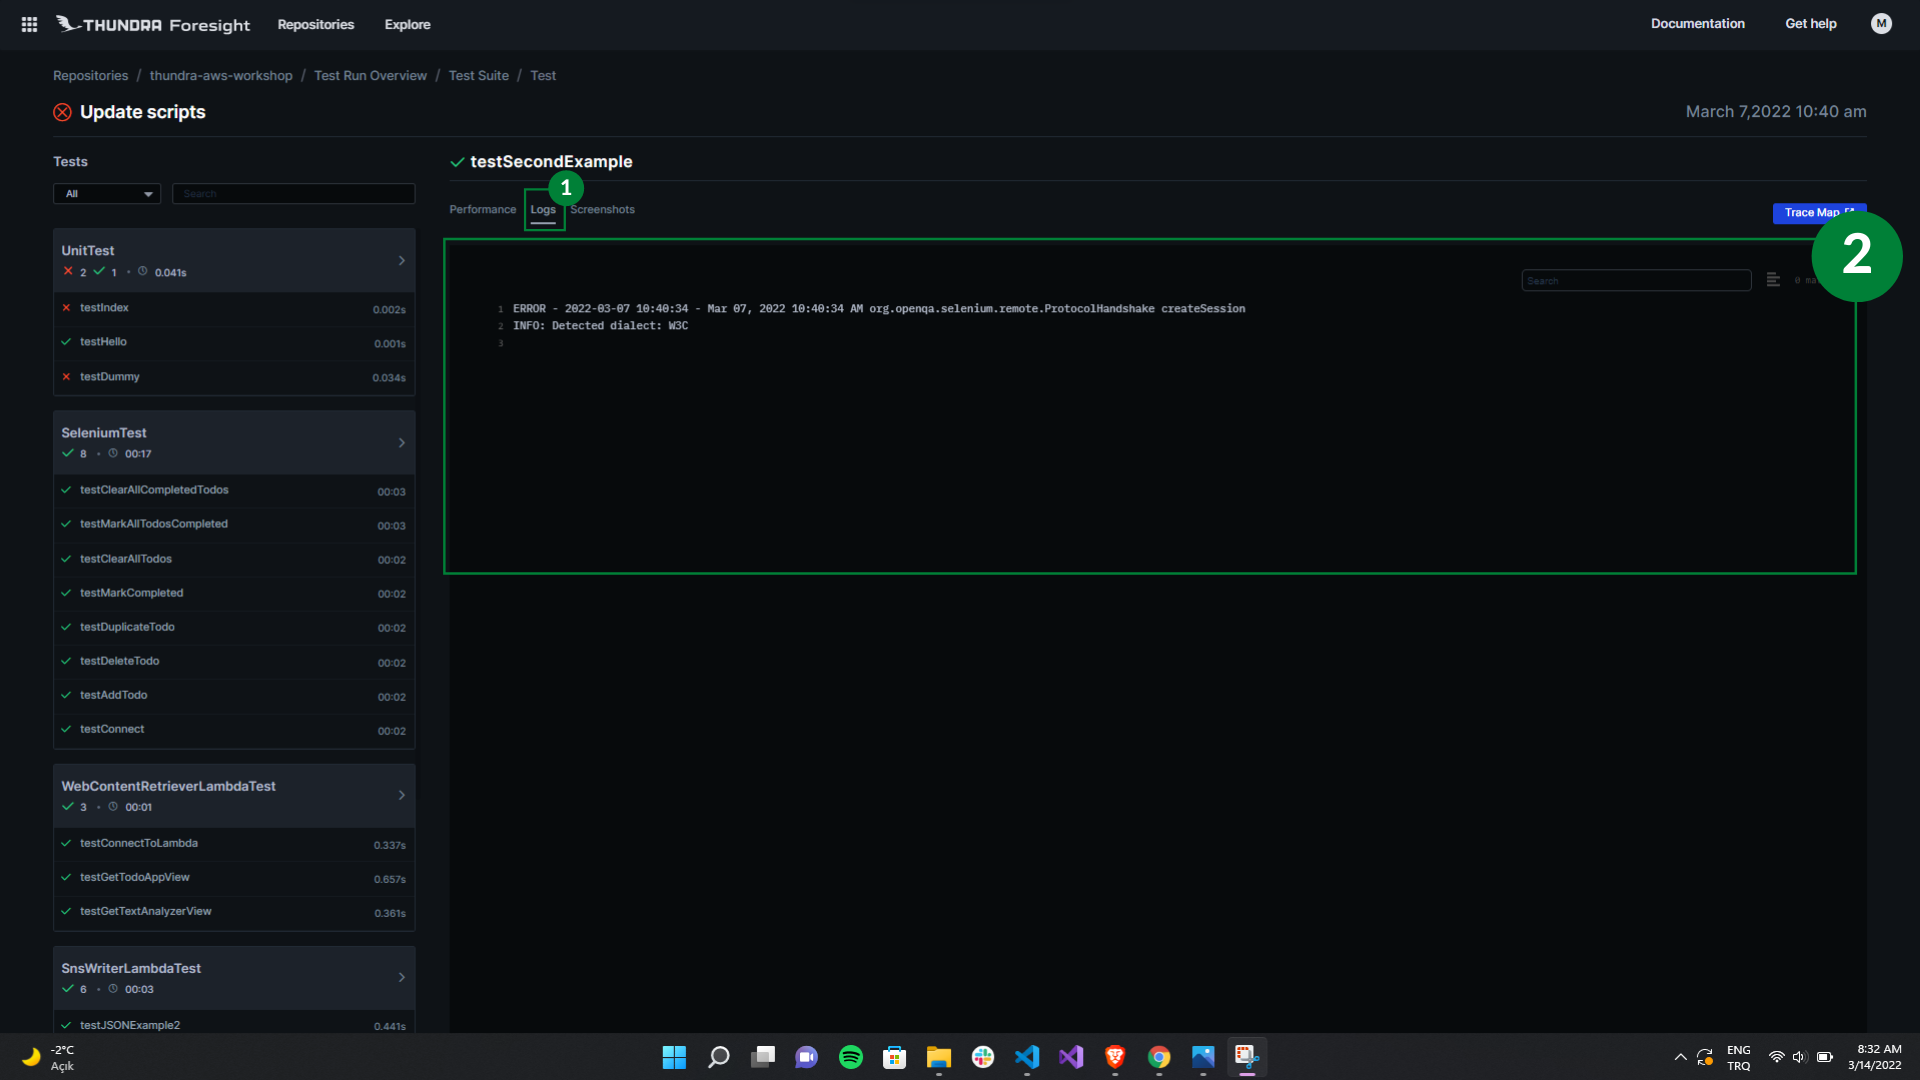 THUNDRA Foresight
Repositories
Explore
Documentation
Get help
M
Repositories / thundra-aws-workshop / Test Run Overview / Test Suite / Test
Update scripts
March 7,2022 10:40 am
Tests
All
Search
UnitTest
2 1 • 0.041s
testIndex 0.002s
testHello 0.001s
testDummy 0.034s
SeleniumTest
8 • 00:17
testClearAllCompletedTodos 00:03
testMarkAllTodosCompleted 00:03
testClearAllTodos 00:02
testMarkCompleted 00:02
testDuplicateTodo 00:02
testDeleteTodo 00:02
testAddTodo 00:02
testConnect 00:02
WebContentRetrieverLambdaTest
3 • 00:01
testConnectToLambda 0.337s
testGetTodoAppView 0.657s
testGetTextAnalyzerView 0.361s
SnsWriterLambdaTest
6 • 00:03
testJSONExample2 0.441s
testSecondExample
1
Performance Logs Screenshots
Trace Map
2
Search
0
1 ERROR - 2022-03-07 10:40:34 - Mar 07, 2022 10:40:34 AM org.openqa.selenium.remote.ProtocolHandshake createSession
2 INFO: Detected dialect: W3C
3
-2°C
Açık
ENG
TRQ
8:32 AM
3/14/2022